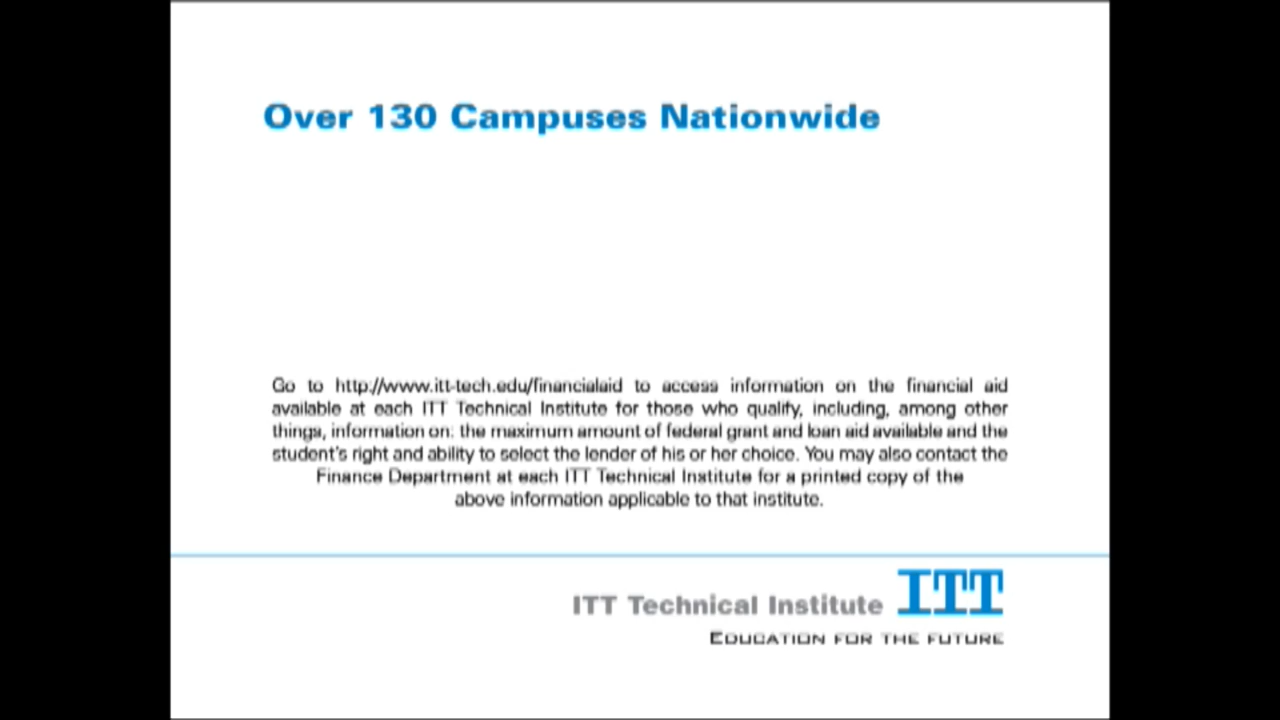 Over 130 Campuses Nationwide
Go to http://www.itt-tech.edu/financialaid to access information on the financial aid
available at each ITT Technical Institute for those who qualify, including, among other
things, information on: the maximum amount of federal grant and loan aid available and the
student's right and ability to select the lender of his or her choice. You may also contact the
Finance Department at each ITT Technical Institute for a printed copy of the
above information applicable to that institute.
ITT Technical Institute ITT
EDUCATION FOR THE FUTURE